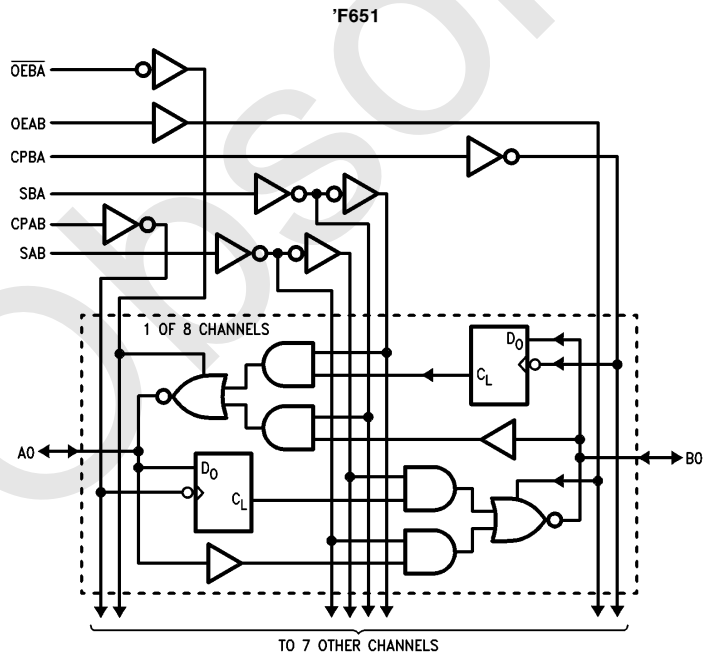 'F651
OEBA
OEAB
CPBA
SBA
CPAB
SAB
1 OF 8 CHANNELS
D0
CL
A0
D0
CL
B0
TO 7 OTHER CHANNELS